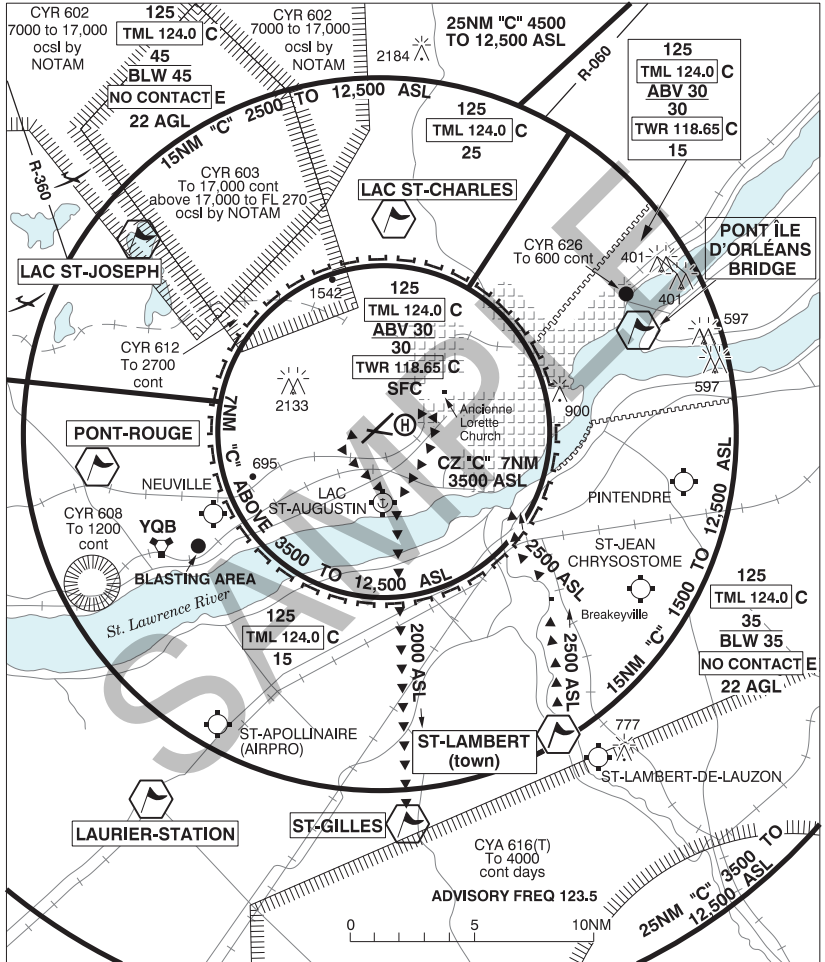 CYR 602
7000 to 17,000
ocsl by
NOTAM
125
TML 124.0 C
45
BLW 45
NO CONTACT E
22 AGL
CYR 602
7000 to 17,000
ocsl by
NOTAM
2184
25NM "C" 4500
TO 12,500 ASL
R-060
125
TML 124.0 C
ABV 30
30
TWR 118.65 C
15
15NM "C" 2500 TO 12,500 ASL
125
TML 124.0 C
25
R-360
CYR 603
To 17,000 cont
above 17,000 to FL 270
ocsl by NOTAM
LAC ST-CHARLES
LAC ST-JOSEPH
CYR 626
To 600 cont
401
401
PONT ÎLE
D'ORLÉANS
BRIDGE
1542
125
TML 124.0 C
ABV 30
30
TWR 118.65 C
SFC
597
597
CYR 612
To 2700
cont
2133
H
Ancienne
Lorette
Church
900
PONT-ROUGE
7NM "C" ABOVE 3500 TO 12,500 ASL
695
CZ "C" 7NM
3500 ASL
NEUVILLE
LAC
ST-AUGUSTIN
PINTENDRE
CYR 608
To 1200
cont
YQB
BLASTING AREA
2500 ASL
ST-JEAN
CHRYSOSTOME
Breakeyville
15NM "C" 1500 TO 12,500 ASL
125
TML 124.0 C
35
BLW 35
NO CONTACT E
22 AGL
St. Lawrence River
125
TML 124.0 C
15
2000 ASL
2500 ASL
ST-APOLLINAIRE
(AIRPRO)
ST-LAMBERT
(town)
777
ST-LAMBERT-DE-LAUZON
LAURIER-STATION
ST-GILLES
CYA 616(T)
To 4000
cont days
ADVISORY FREQ 123.5
25NM "C" 3500 TO
12,500 ASL
0 5 10NM
SAMPLE